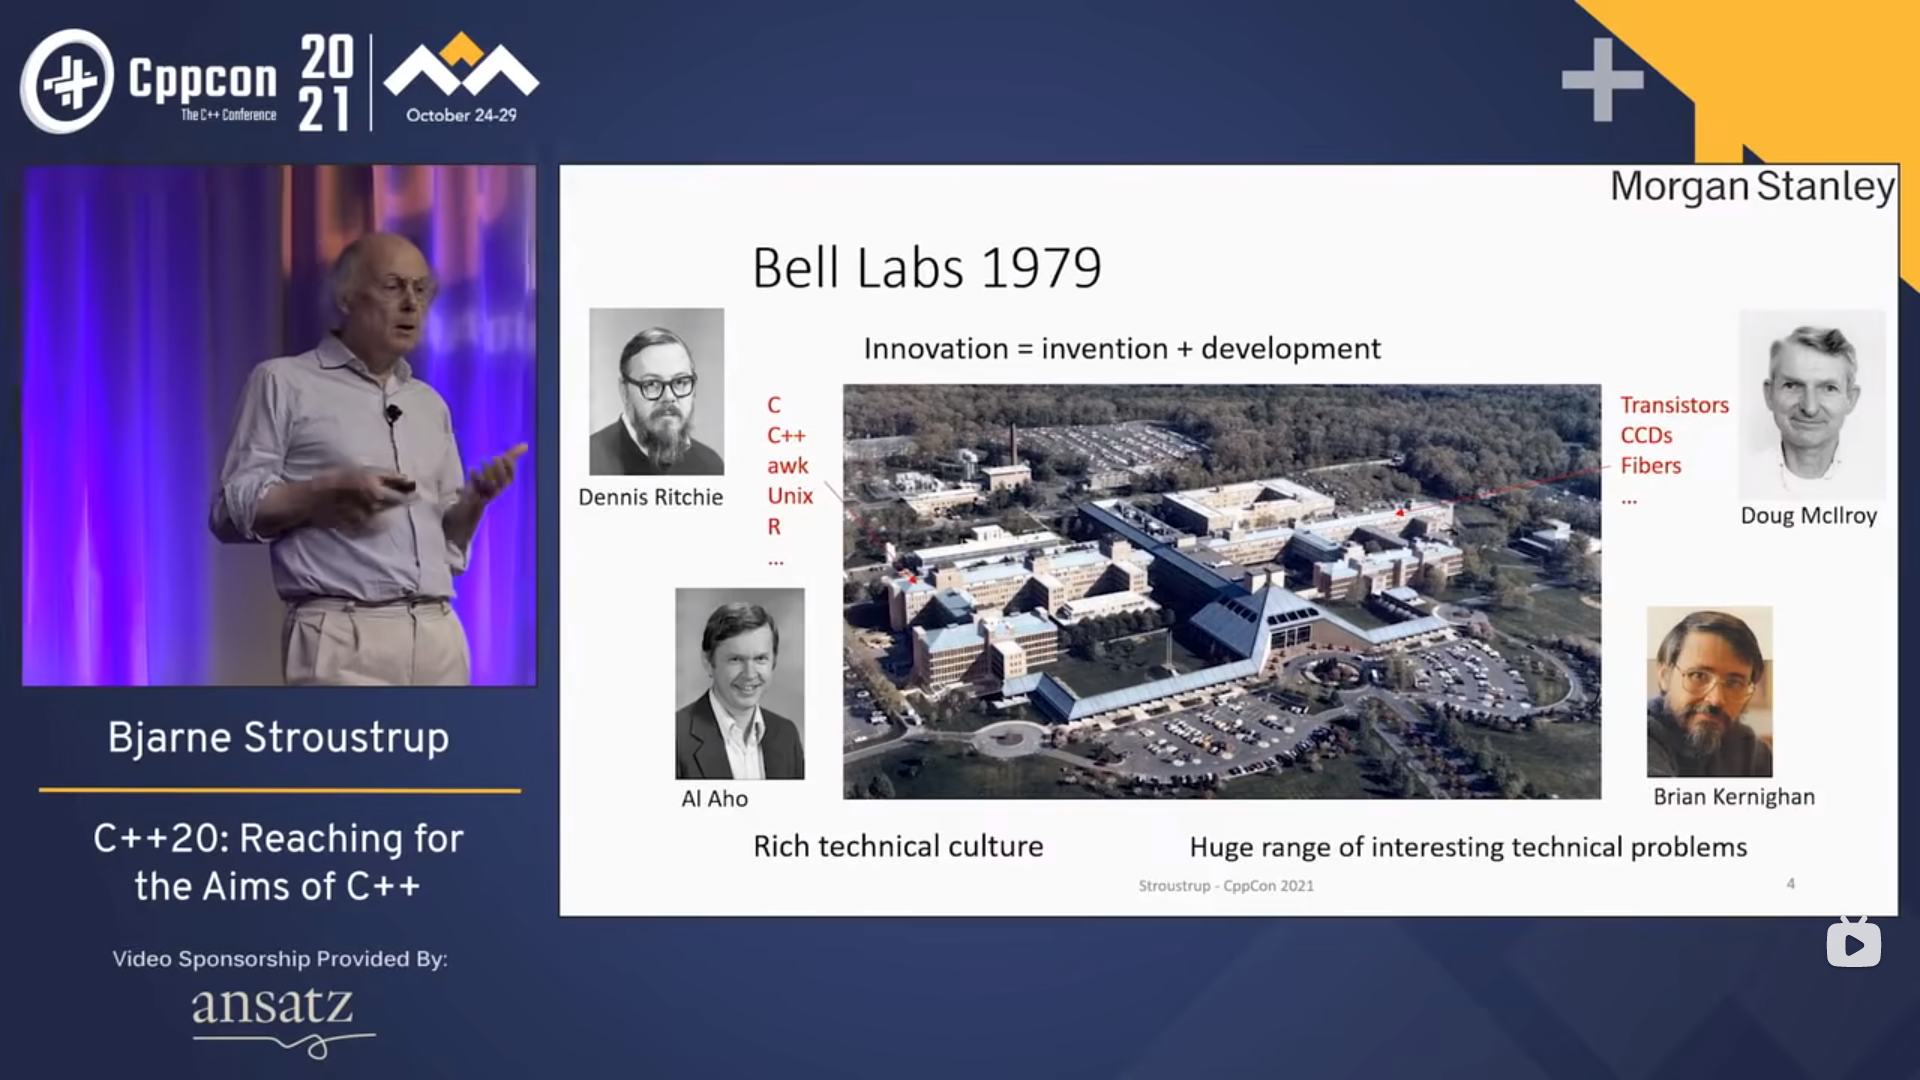 Cppcon
The C++ Conference
20
21
October 24-29
Morgan Stanley
Bell Labs 1979
Innovation = invention + development
Dennis Ritchie
C
C++
awk
Unix
R
...
Transistors
CCDs
Fibers
...
Doug McIlroy
Al Aho
Brian Kernighan
Rich technical culture
Huge range of interesting technical problems
Stroustrup - CppCon 2021
4
Bjarne Stroustrup
C++20: Reaching for
the Aims of C++
Video Sponsorship Provided By:
ansatz